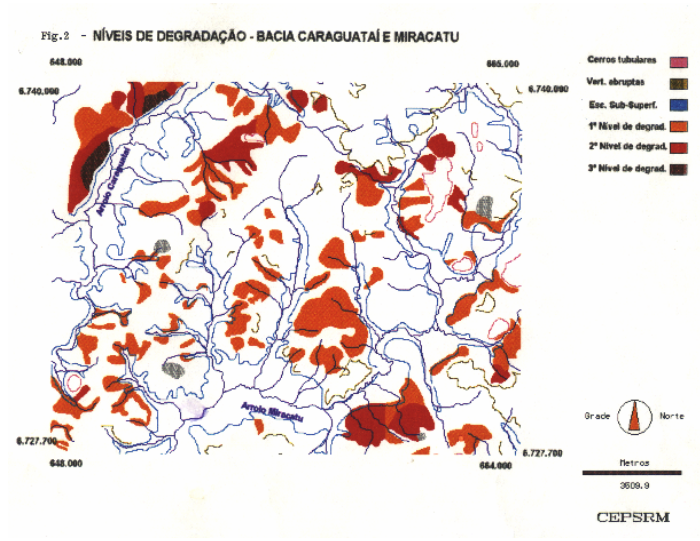 Fig.2 - NÍVEIS DE DEGRADAÇÃO - BACIA CARAGUATAÍ E MIRACATU
648.000
665.000
6.740.000
6.740.000
Cerros tubulares
Vert. abruptas
Esc. Sub-Superf.
1º Nível de degrad.
2º Nível de degrad.
3º Nível de degrad.
Arroio Caraguataí
Arroio Miracatu
Grade Norte
6.727.700
6.727.700
648.000
664.000
Metros
3609.9
CEPSRM